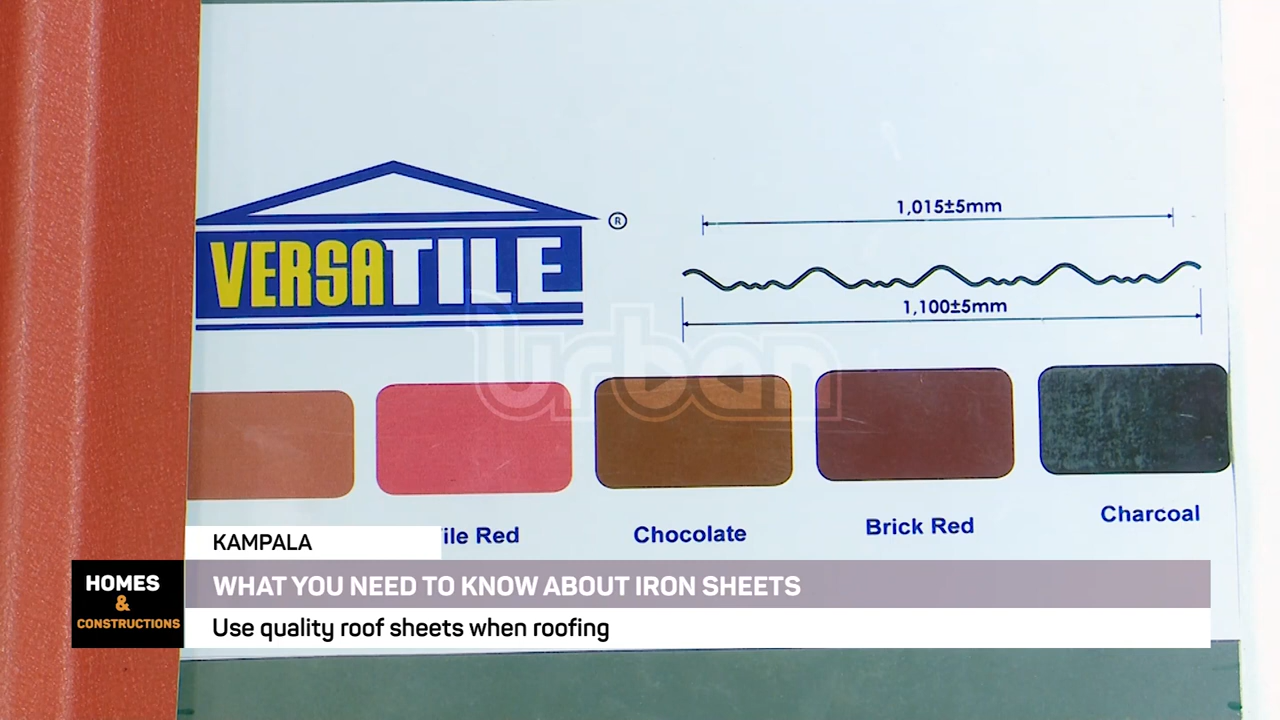 VERSATILE
®
1,015±5mm
1,100±5mm
Urban
ile Red
Chocolate
Brick Red
Charcoal
KAMPALA
HOMES
&
CONSTRUCTIONS
WHAT YOU NEED TO KNOW ABOUT IRON SHEETS
Use quality roof sheets when roofing